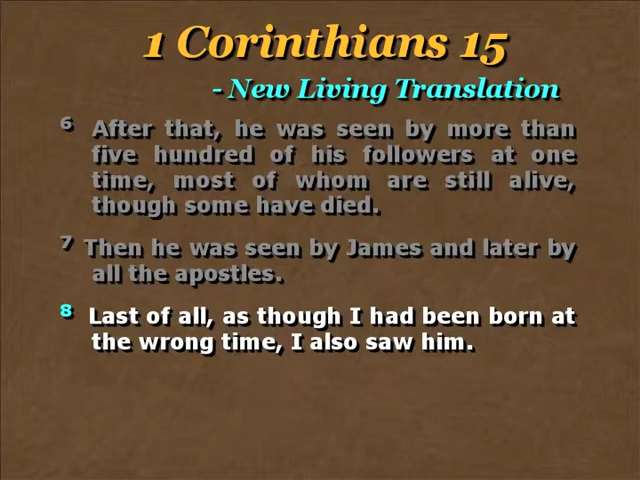 1 Corinthians 15
- New Living Translation
6 After that, he was seen by more than
five hundred of his followers at one
time, most of whom are still alive,
though some have died.
7 Then he was seen by James and later by
all the apostles.
8 Last of all, as though I had been born at
the wrong time, I also saw him.